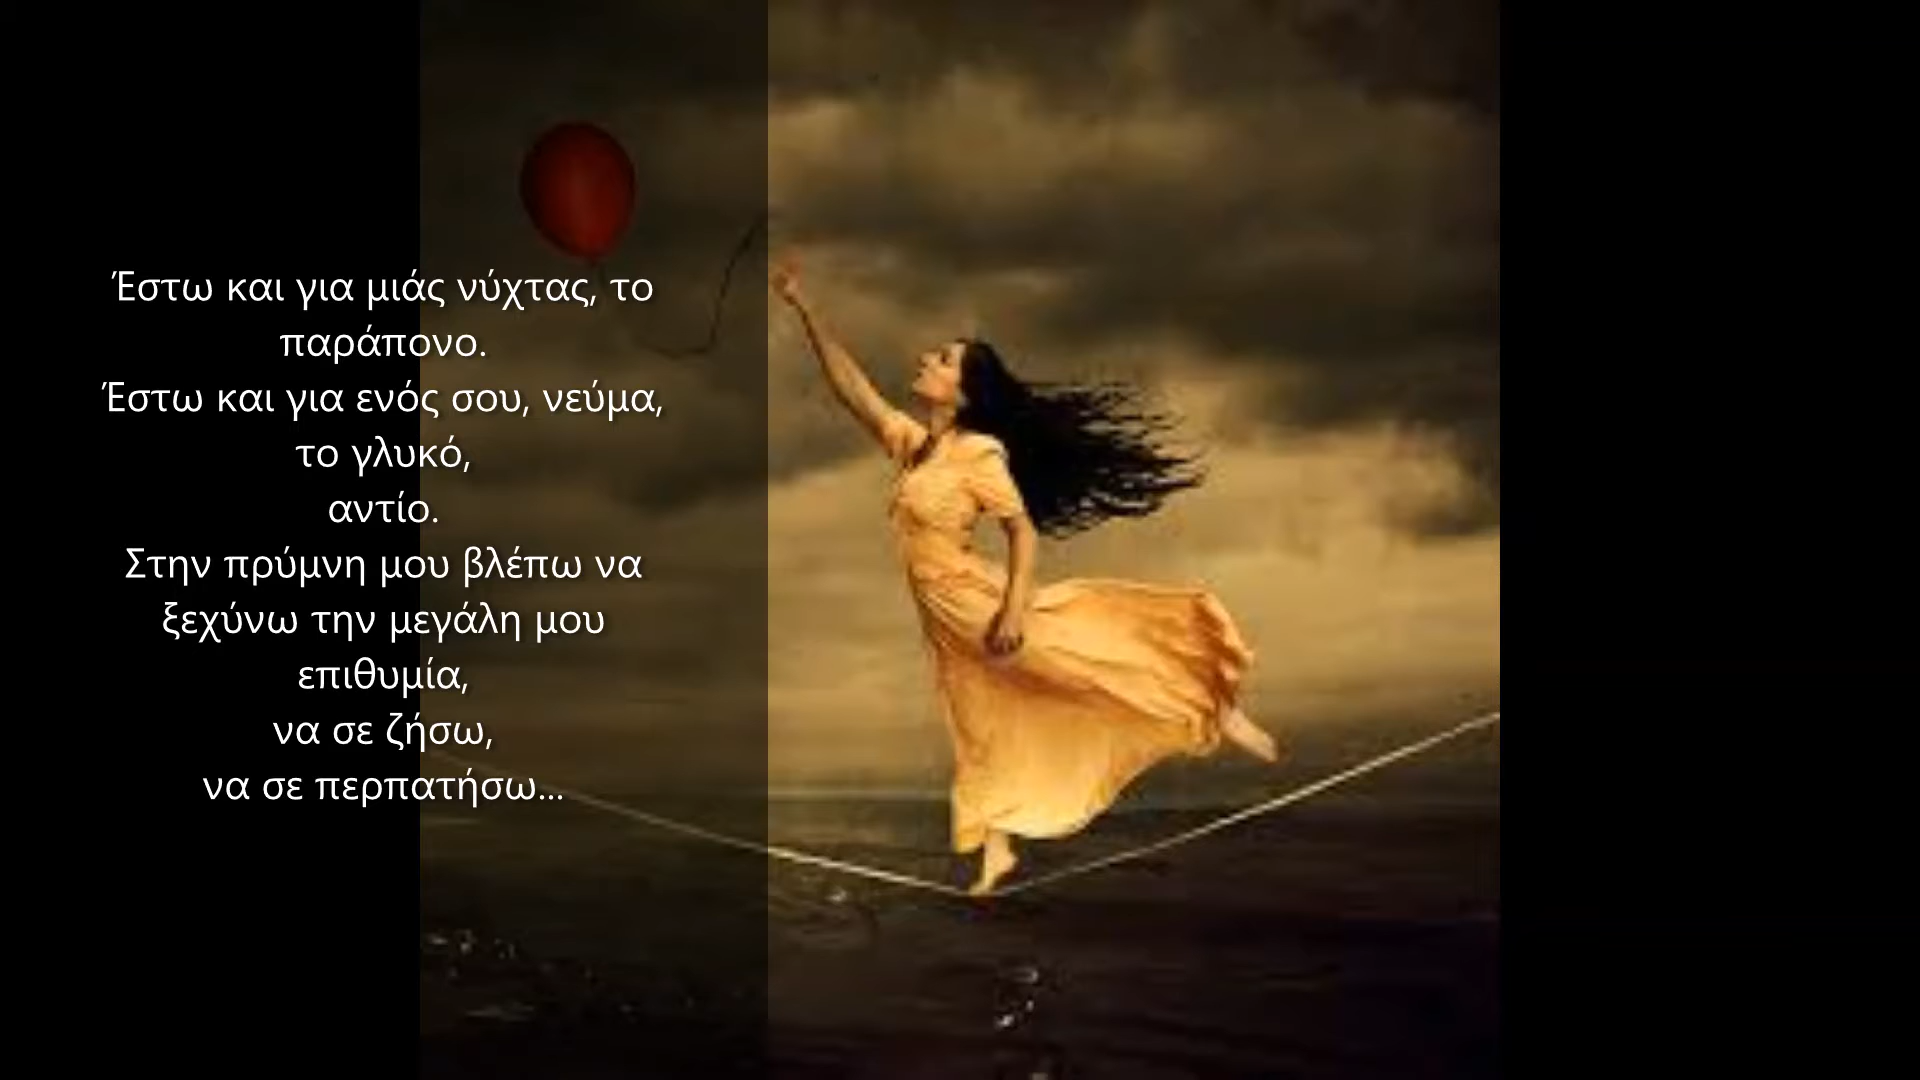 Έστω και για μιάς νύχτας, το
παράπονο.
Έστω και για ενός σου, νεύμα,
το γλυκό,
αντίο.
Στην πρύμνη μου βλέπω να
ξεχύνω την μεγάλη μου
επιθυμία,
να σε ζήσω,
να σε περπατήσω...